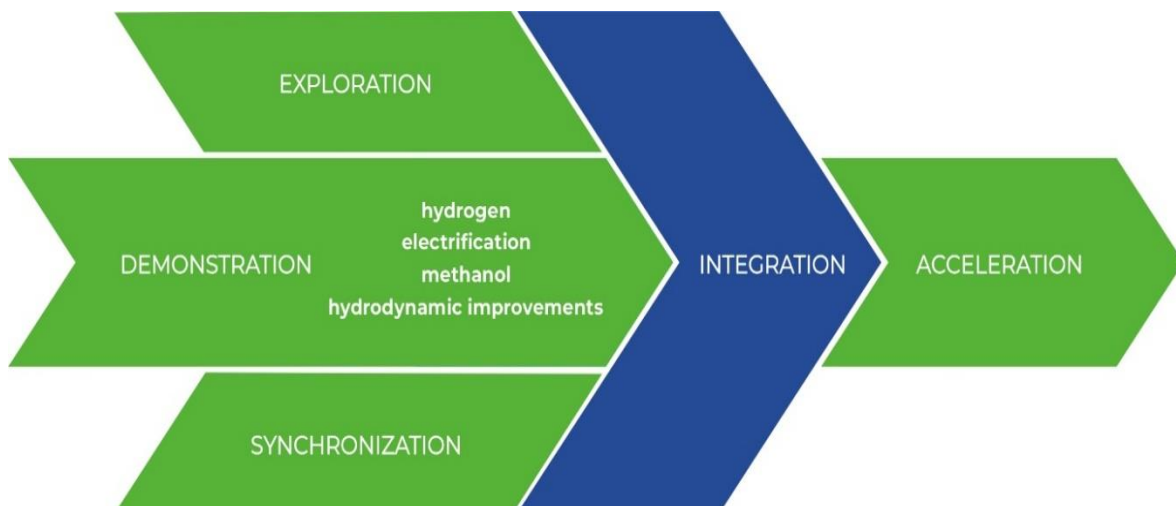 EXPLORATION
DEMONSTRATION
hydrogen
electrification
methanol
hydrodynamic improvements
SYNCHRONIZATION
INTEGRATION
ACCELERATION